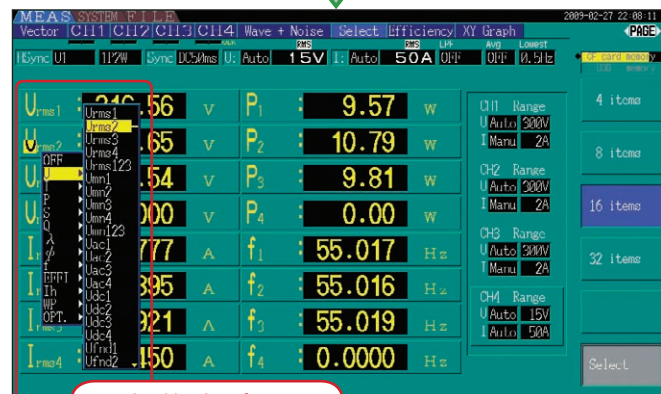 MEAS SYSTEM FILE 2009-02-27 22:08:11
Vector CH1 CH2 CH3 CH4 Wave + Noise Select Efficiency XY Graph PAGE
RMS RMS LPF Avg Lowest
HSync U1 1P2W Sync DC50ms U: Auto 15V I: Auto 50A OFF OFF 0.5Hz CF card memory
Urms1 .56 V P1 : 9.57 W
.65 V P2 : 10.79 W
.54 V P3 : 9.81 W
V P4 : 0.00 W
777 A f1 : 55.017 Hz
A f2 : 55.016 Hz
A f3 : 55.019 Hz
Irms4 450 A f4 : 0.0000 Hz
OFF
U
I
P
S
Q
λ
φ
f
EFFI
Ih
WP
OPT.
Urms1
Urms2
Urms3
Urms4
Urms123
Umn1
Umn2
Umn3
Umn4
Umn123
Uac1
Uac2
Uac3
Uac4
Udc1
Udc2
Udc3
Udc4
Ufnd1
Ufnd2
CH1 Range
U Auto 300V
I Manu 2A
CH2 Range
U Auto 300V
I Manu 2A
CH3 Range
U Auto 300V
I Manu 2A
CH4 Range
U Auto 15V
I Auto 50A
4 items
8 items
16 items
32 items
Select